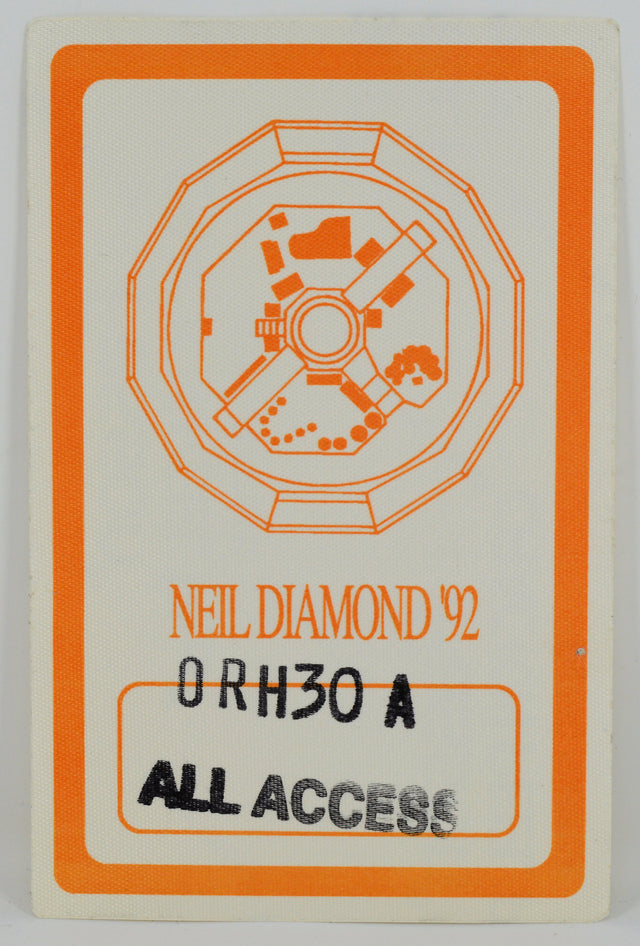 NEIL DIAMOND '92
0RH30 A
ALL ACCESS